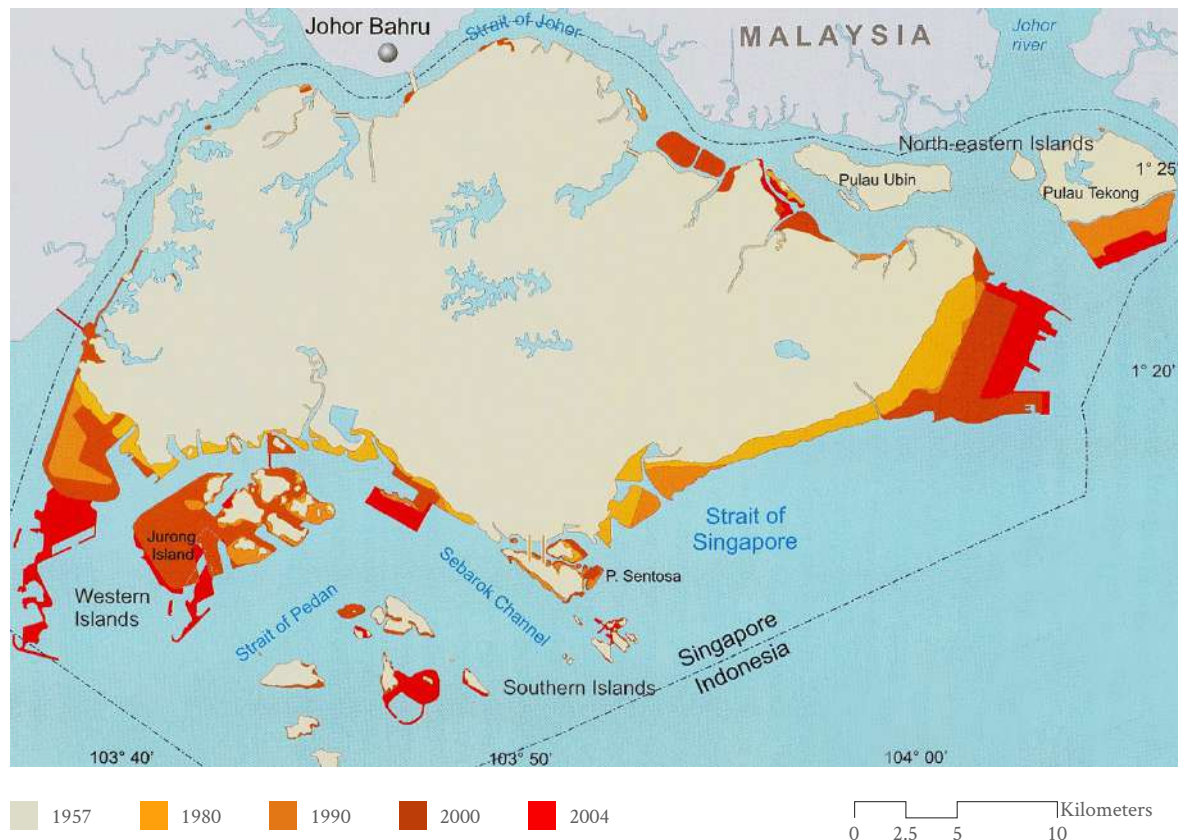 Johor Bahru
Strait of Johor
MALAYSIA
Johor
river
North-eastern Islands
1° 25'
Pulau Ubin
Pulau Tekong
1° 20'
Strait of
Singapore
Jurong
Island
P. Sentosa
Western
Islands
Strait of Pedan
Sebarok Channel
Singapore
Indonesia
Southern Islands
103° 40'
103° 50'
104° 00'
1957
1980
1990
2000
2004
Kilometers
0
2.5
5
10